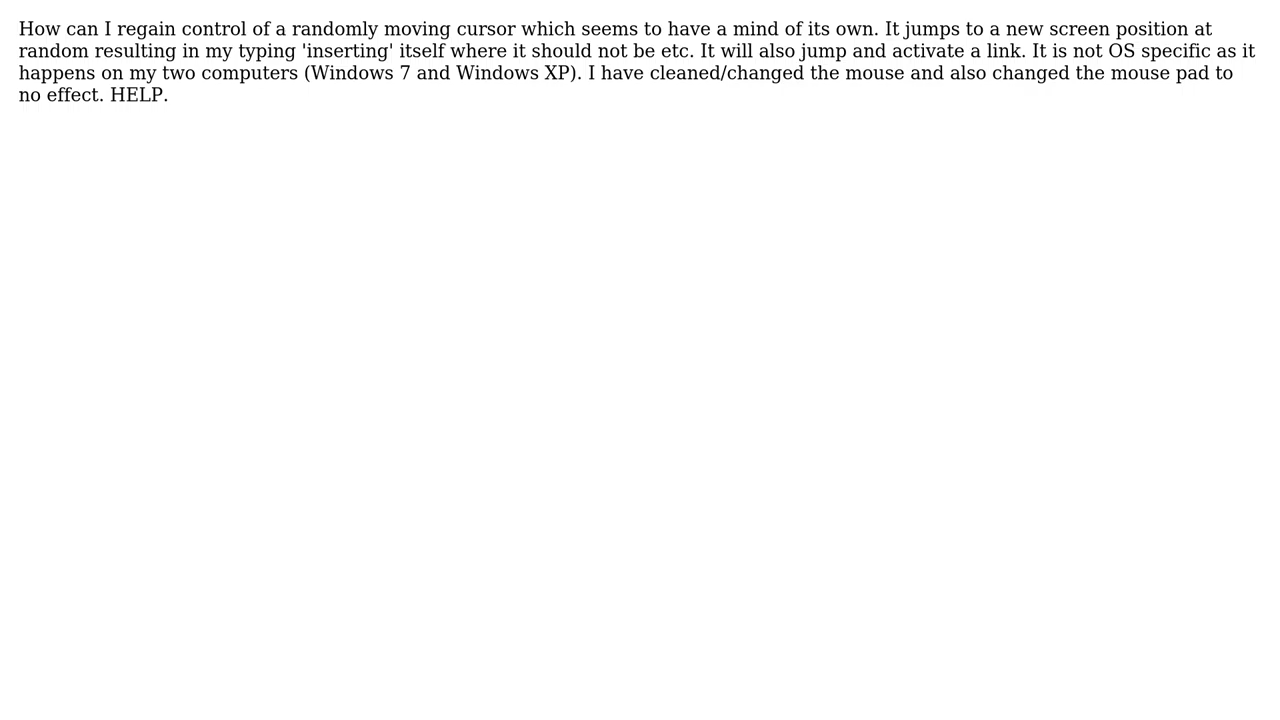 How can I regain control of a randomly moving cursor which seems to have a mind of its own. It jumps to a new screen position at
random resulting in my typing 'inserting' itself where it should not be etc. It will also jump and activate a link. It is not OS specific as it
happens on my two computers (Windows 7 and Windows XP). I have cleaned/changed the mouse and also changed the mouse pad to
no effect. HELP.